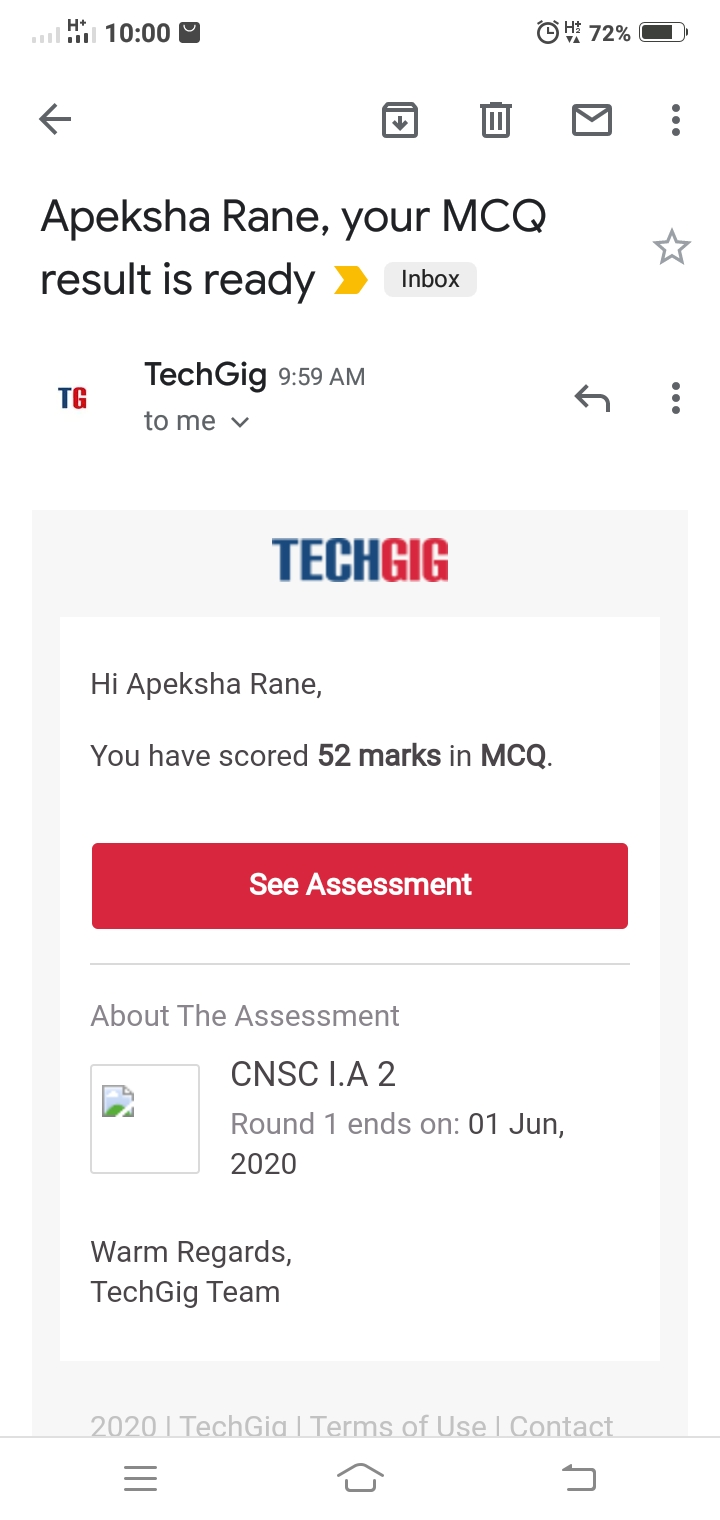 H+ 10:00 72%
Apeksha Rane, your MCQ
result is ready Inbox
TG
TechGig 9:59 AM
to me
TECHGIG
Hi Apeksha Rane,
You have scored 52 marks in MCQ.
See Assessment
About The Assessment
CNSC I.A 2
Round 1 ends on: 01 Jun,
2020
Warm Regards,
TechGig Team
2020 | TechGig | Terms of Use | Contact